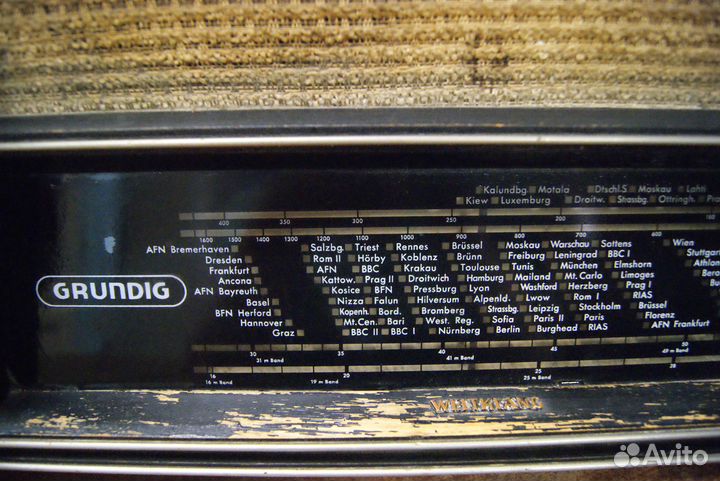 Kalundbg. Motala Dtschl.S Moskau Lahti
Kiew Luxemburg Droitw. Strassbg. Ottringh.
400 350 300 250 200 160
1600 1500 1400 1300 1200 1100 1000 900 800 700 600
AFN Bremerhaven Salzbg. Triest Rennes Brüssel Moskau Warschau Sottens Wien
Dresden Rom II Hörby Koblenz Brünn Freiburg Leningrad BBC I Stuttgart
Frankfurt AFN BBC Krakau Toulouse Tunis München Elmshorn
Ancona Kattow. Prag II Droitwich Hamburg Mailand Mt.Carlo Limoges
AFN Bayreuth Kosice BFN Pressburg Lyon Washford Herzberg Prag I
GRUNDIG
Basel Nizza Falun Hilversum Alpenld. Lwow Rom I RIAS
BFN Herford Kopenh. Bord. Bromberg Strassbg. Leipzig Stockholm Brüssel
Hannover Mt.Cen. Bari West. Reg. Sofia Paris II Paris Florenz
Graz BBC II BBC I Nürnberg Berlin Burghead RIAS AFN Frankfurt
30 35 40 45 50
31 m Band 41 m Band 49 m Band
16 18 20 25 28
16 m Band 19 m Band 25 m Band
WELTKLANG
Avito